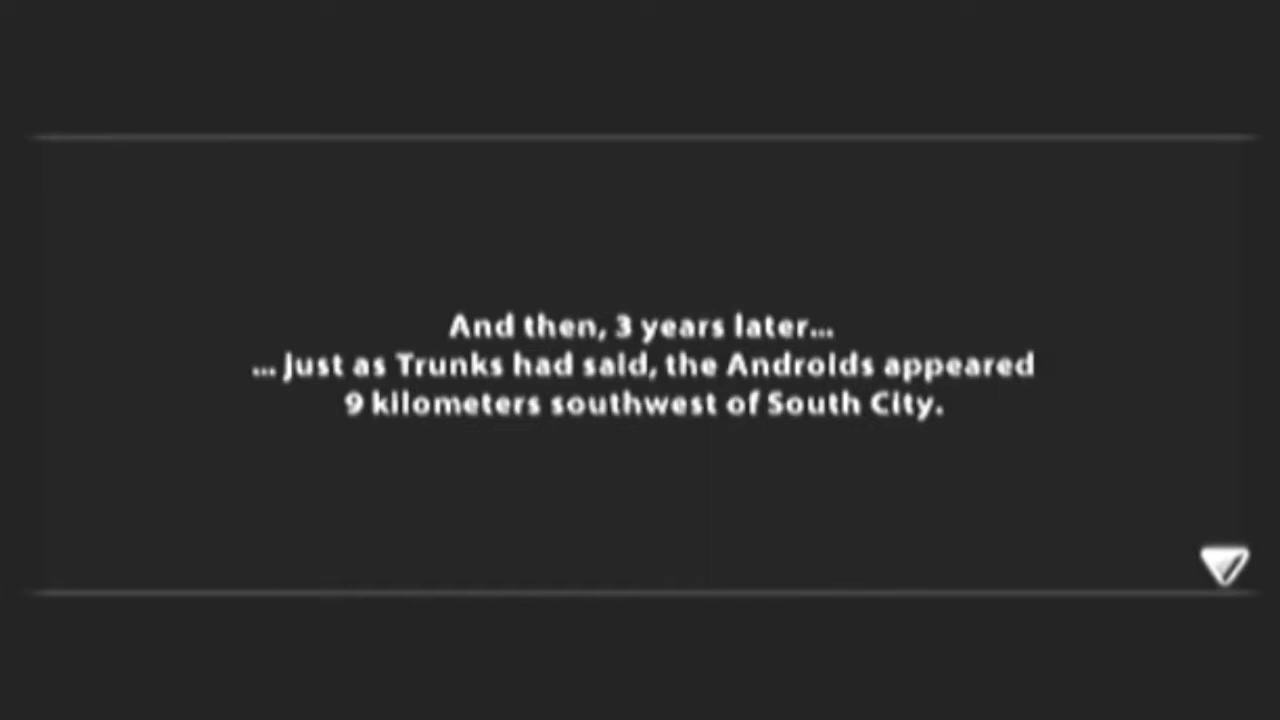 And then, 3 years later...
... Just as Trunks had said, the Androids appeared
9 kilometers southwest of South City.